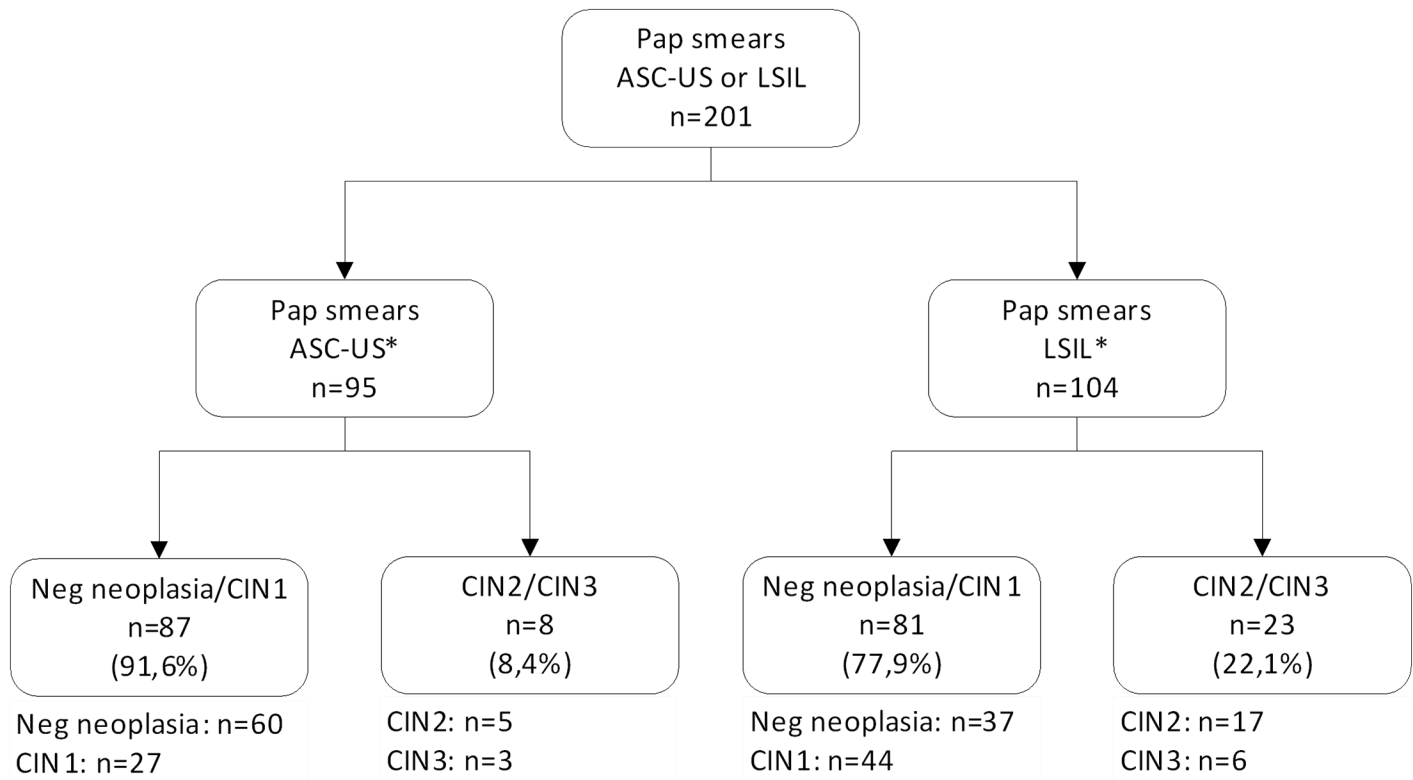 Pap smears
ASC-US or LSIL
n=201
Pap smears
ASC-US*
n=95
Pap smears
LSIL*
n=104
Neg neoplasia/CIN1
n=87
(91,6%)
CIN2/CIN3
n=8
(8,4%)
Neg neoplasia/CIN1
n=81
(77,9%)
CIN2/CIN3
n=23
(22,1%)
Neg neoplasia: n=60
CIN1: n=27
CIN2: n=5
CIN3: n=3
Neg neoplasia: n=37
CIN1: n=44
CIN2: n=17
CIN3: n=6